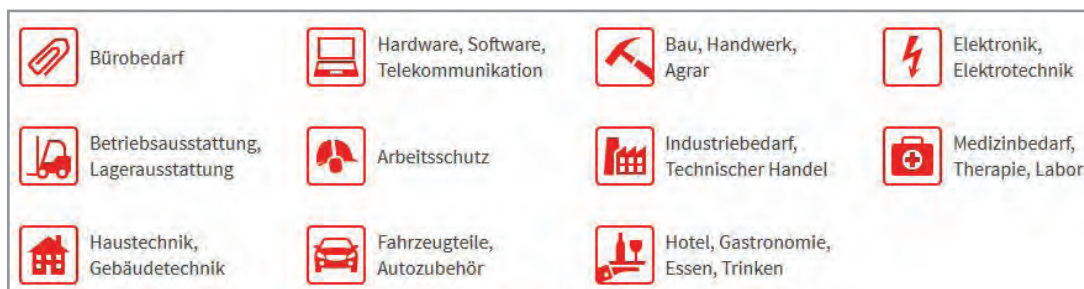 Bürobedarf
Hardware, Software,
Telekommunikation
Bau, Handwerk,
Agrar
Elektronik,
Elektrotechnik
Betriebsausstattung,
Lagerausstattung
Arbeitsschutz
Industriebedarf,
Technischer Handel
Medizinbedarf,
Therapie, Labor
Haustechnik,
Gebäudetechnik
Fahrzeugteile,
Autozubehör
Hotel, Gastronomie,
Essen, Trinken